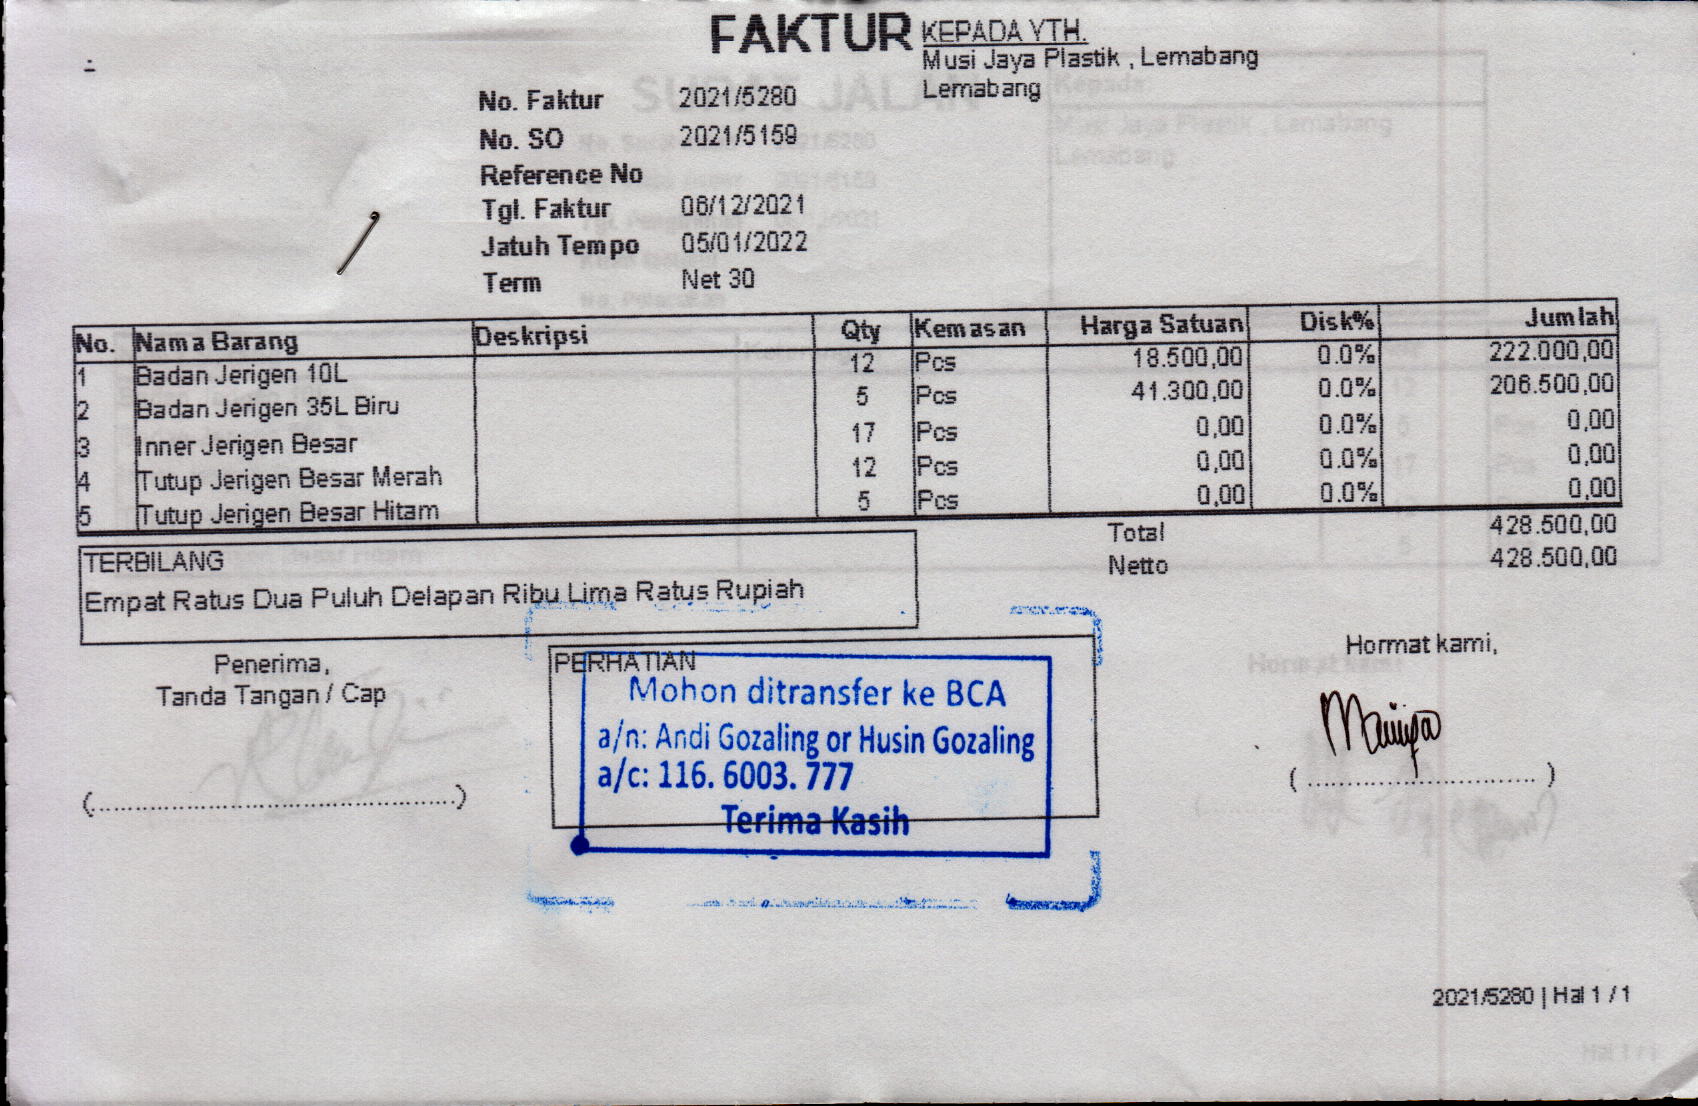 FAKTUR
KEPADA YTH.
Musi Jaya Plastik , Lemabang
Lemabang
No. Faktur 2021/5280
No. SO 2021/5159
Reference No
Tgl. Faktur 06/12/2021
Jatuh Tempo 05/01/2022
Term Net 30
No. Nama Barang Deskripsi Qty Kemasan Harga Satuan Disk% Jumlah
1 Badan Jerigen 10L 12 Pcs 18.500,00 0.0% 222.000,00
2 Badan Jerigen 35L Biru 5 Pcs 41.300,00 0.0% 206.500,00
3 Inner Jerigen Besar 17 Pcs 0,00 0.0% 0,00
4 Tutup Jerigen Besar Merah 12 Pcs 0,00 0.0% 0,00
5 Tutup Jerigen Besar Hitam 5 Pcs 0,00 0.0% 0,00
Total 428.500,00
Netto 428.500,00
TERBILANG
Empat Ratus Dua Puluh Delapan Ribu Lima Ratus Rupiah
Penerima,
Tanda Tangan / Cap
(........................................................)
PERHATIAN
Mohon ditransfer ke BCA
a/n: Andi Gozaling or Husin Gozaling
a/c: 116. 6003. 777
Terima Kasih
Hormat kami,
(....................................)
2021/5280 | Hal 1 / 1